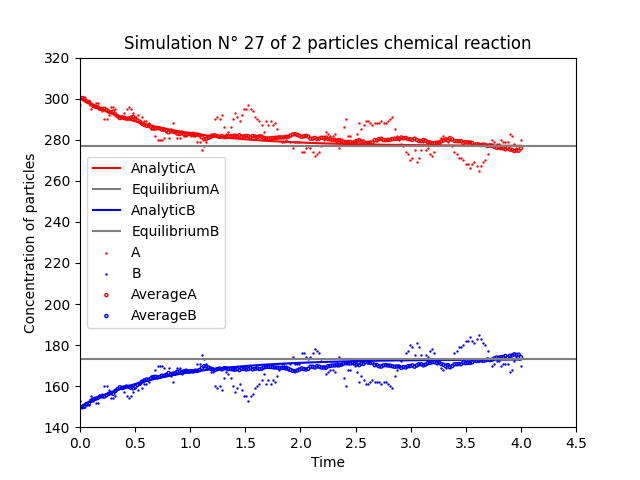 Simulation N° 27 of 2 particles chemical reaction
Concentration of particles
320
300
280
260
240
220
200
180
160
140
AnalyticA
EquilibriumA
AnalyticB
EquilibriumB
A
B
AverageA
AverageB
0.0 0.5 1.0 1.5 2.0 2.5 3.0 3.5 4.0 4.5
Time